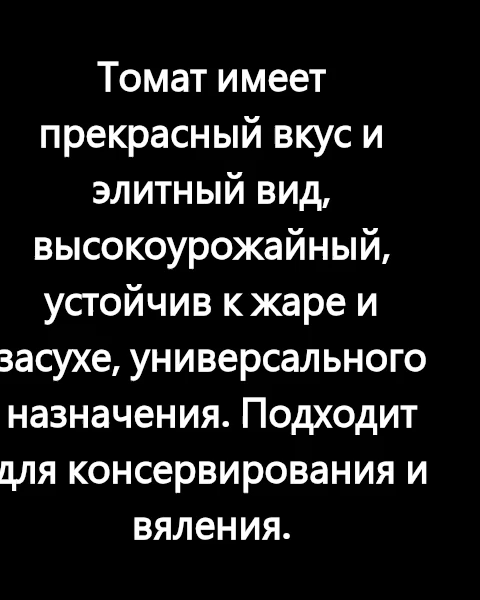 Томат имеет
прекрасный вкус и
элитный вид,
высокоурожайный,
устойчив к жаре и
засухе, универсального
назначения. Подходит
для консервирования и
вяления.